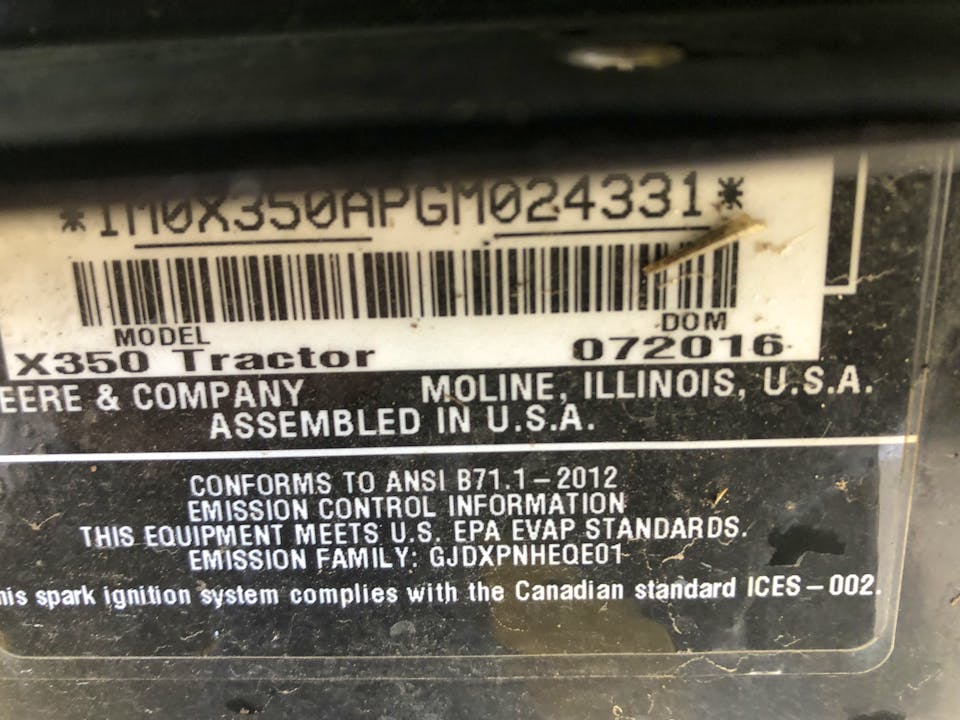 *1M0X350APGM024331*
MODEL DOM
X350 Tractor 072016
EERE & COMPANY MOLINE, ILLINOIS, U.S.A.
ASSEMBLED IN U.S.A.
CONFORMS TO ANSI B71.1-2012
EMISSION CONTROL INFORMATION
THIS EQUIPMENT MEETS U.S. EPA EVAP STANDARDS.
EMISSION FAMILY: GJDXPNHEQE01
his spark ignition system complies with the Canadian standard ICES-002.